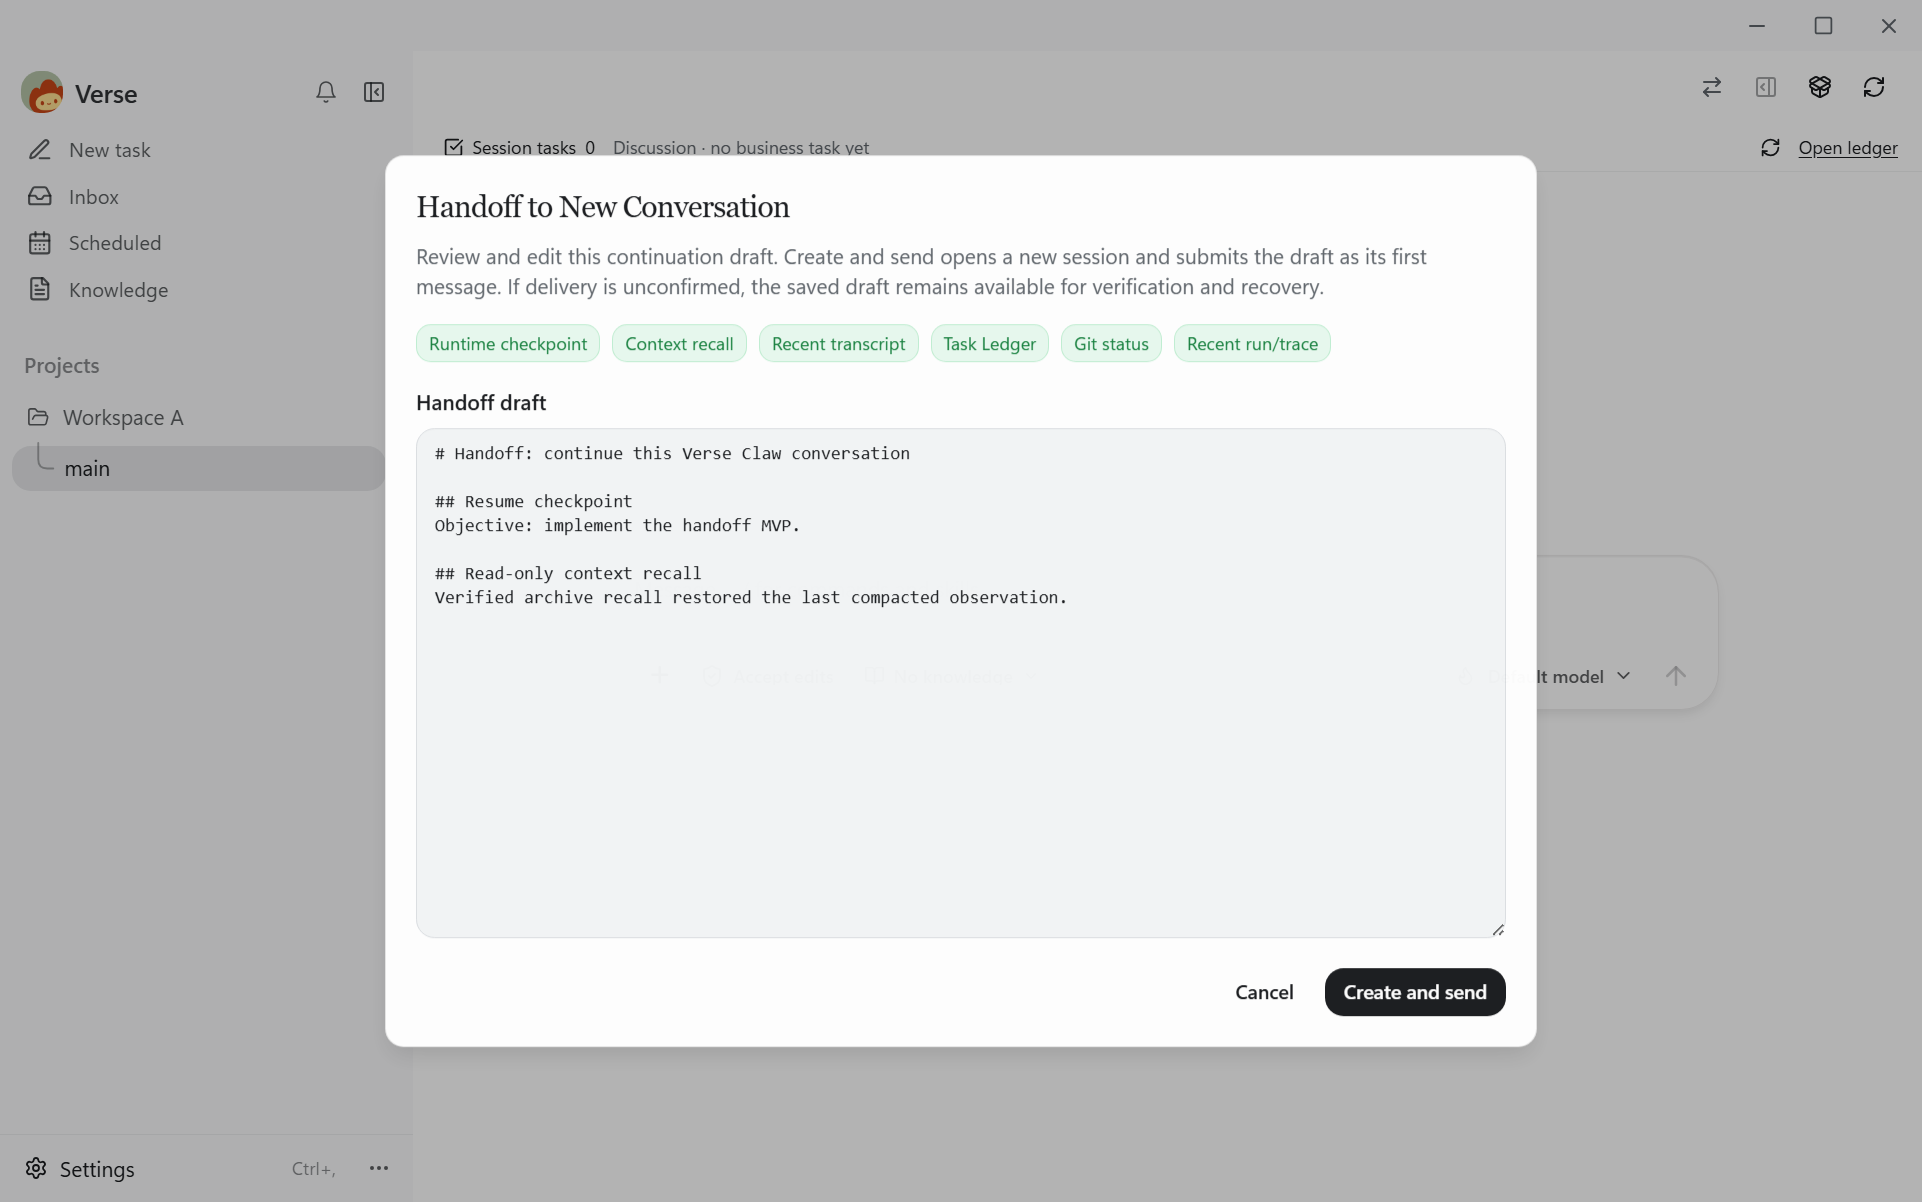 Verse
New task
Inbox
Scheduled
Knowledge
Projects
Workspace A
main
Settings
Ctrl+,
Session tasks 0 Discussion · no business task yet
Open ledger
Handoff to New Conversation
Review and edit this continuation draft. Create and send opens a new session and submits the draft as its first
message. If delivery is unconfirmed, the saved draft remains available for verification and recovery.
Runtime checkpoint
Context recall
Recent transcript
Task Ledger
Git status
Recent run/trace
Handoff draft
# Handoff: continue this Verse Claw conversation
## Resume checkpoint
Objective: implement the handoff MVP.
## Read-only context recall
Verified archive recall restored the last compacted observation.
model
Cancel
Create and send